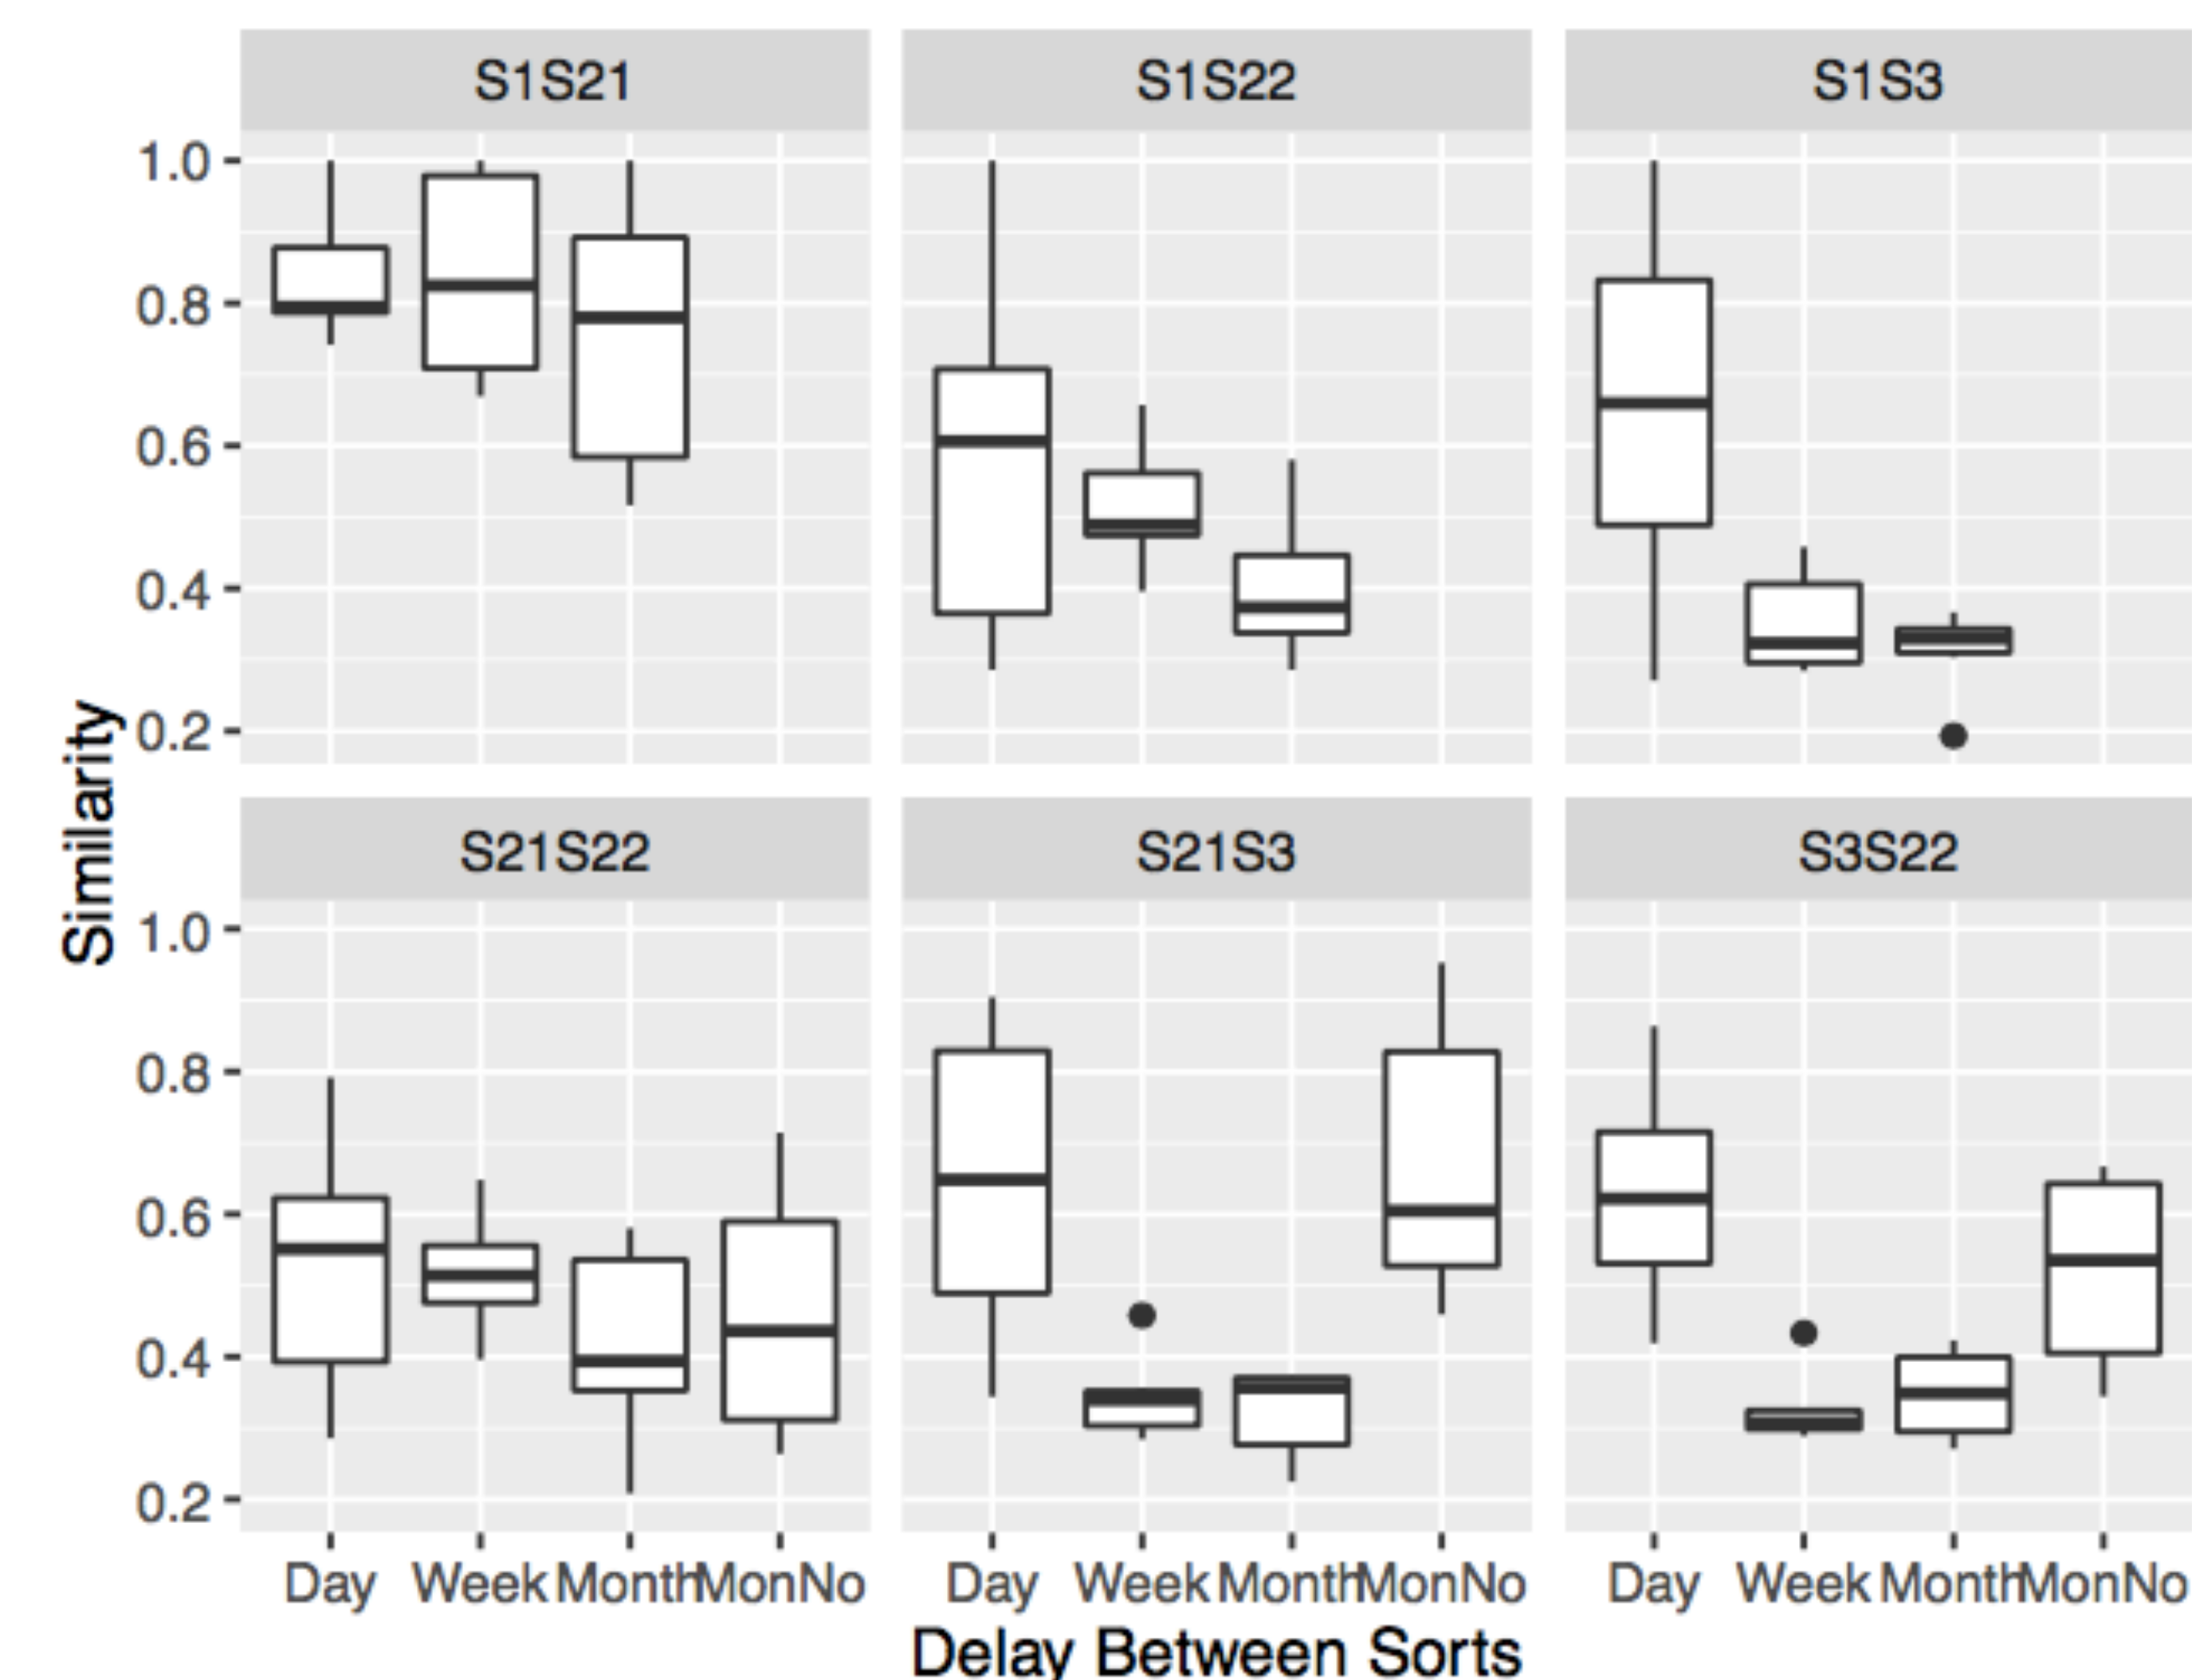 S1S21 S1S22 S1S3
1.0
0.8
0.6
0.4
0.2
Similarity
S21S22 S21S3 S3S22
1.0
0.8
0.6
0.4
0.2
Day Week Month MonNo Day Week Month MonNo Day Week Month MonNo
Delay Between Sorts